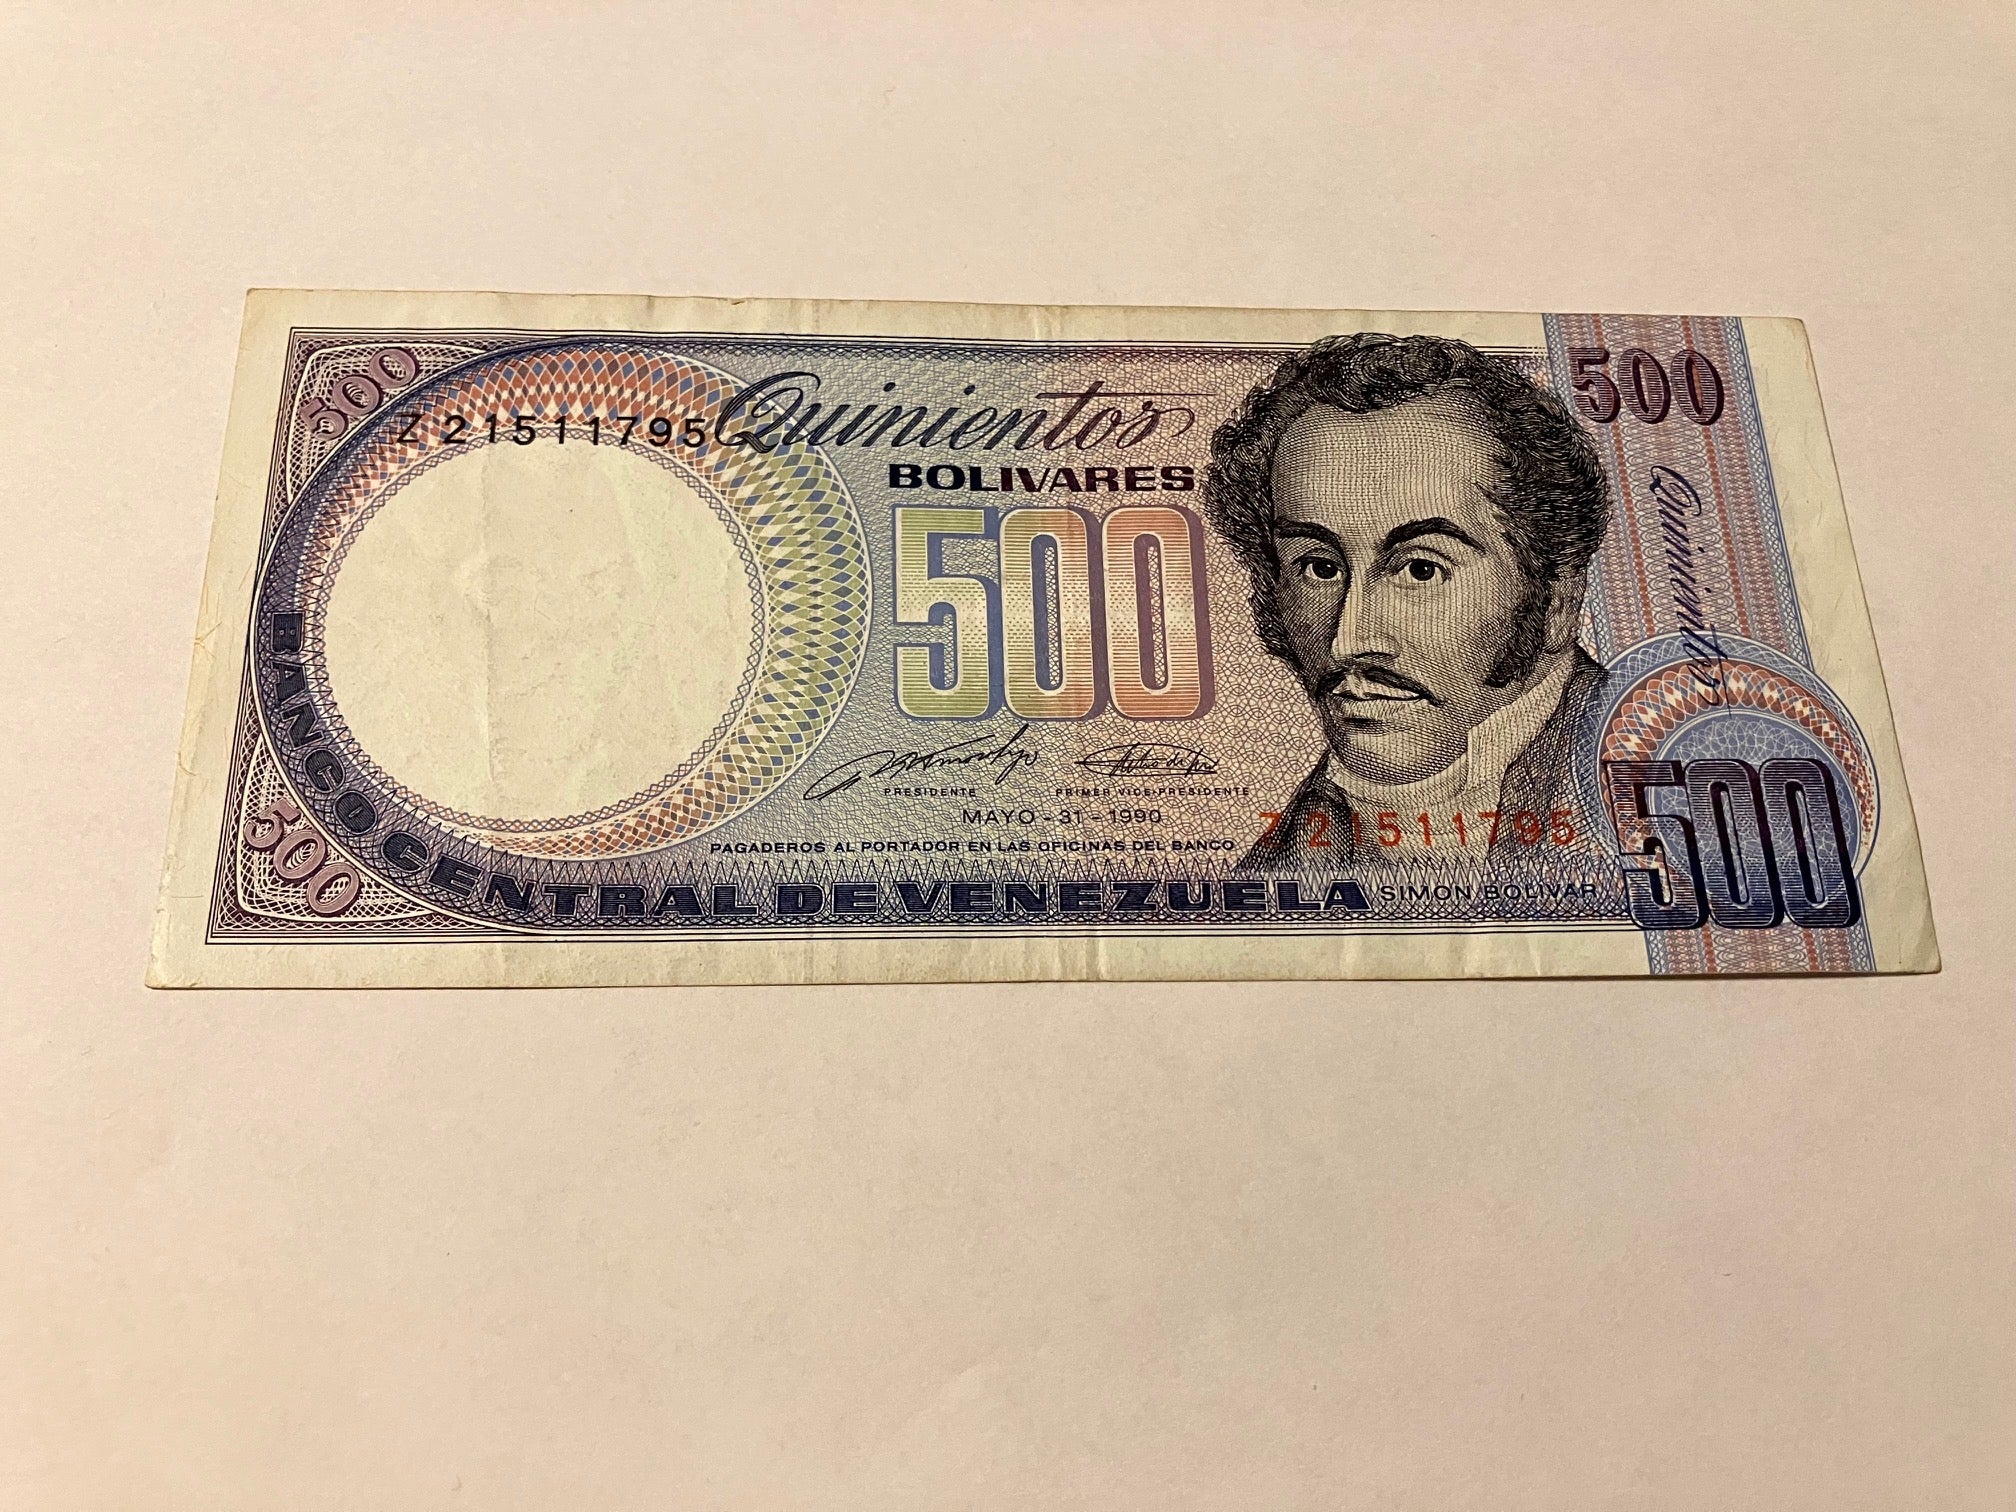 500
Z 21511795
Quinientos
BOLIVARES
500
500
Quinientos
PRESIDENTE
PRIMER VICE-PRESIDENTE
MAYO - 31 - 1990
Z 21511795
PAGADEROS AL PORTADOR EN LAS OFICINAS DEL BANCO
500
BANCO CENTRAL DE VENEZUELA
SIMON BOLIVAR
500